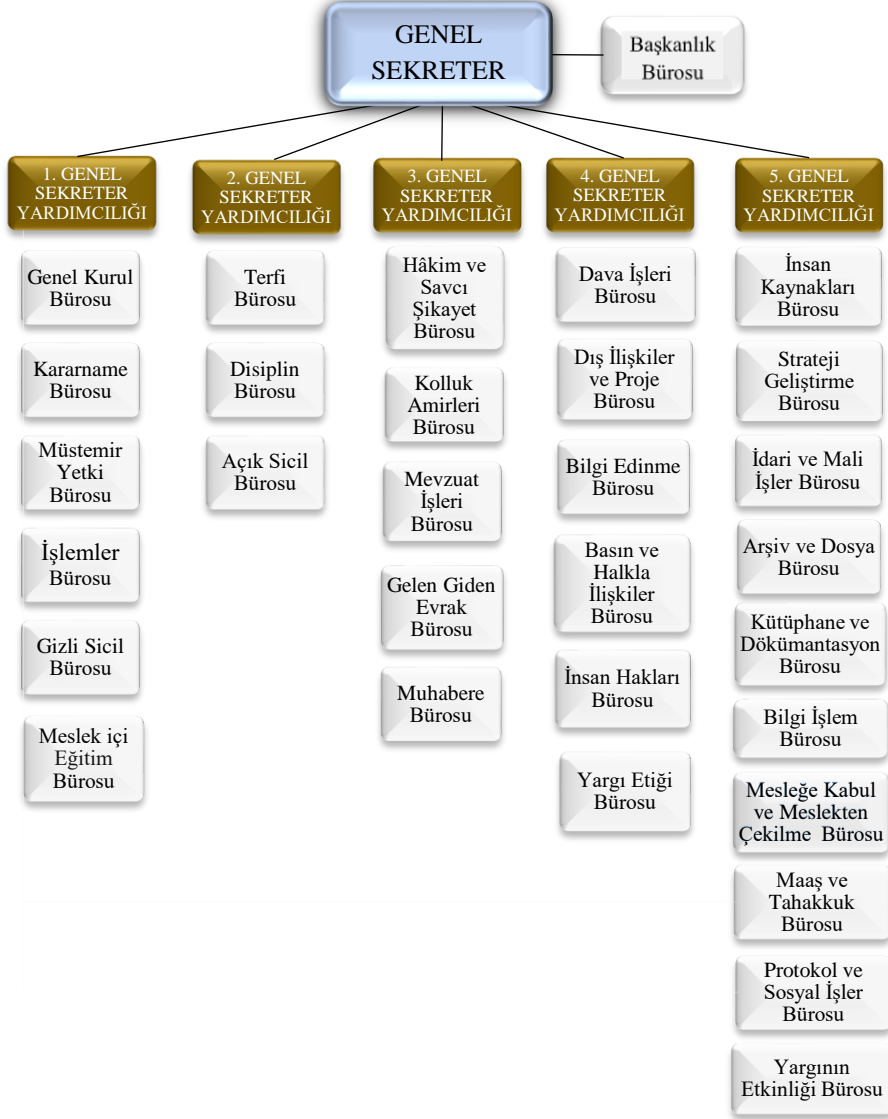 GENEL
SEKRETER
Başkanlık
Bürosu
1. GENEL
SEKRETER
YARDIMCILIĞI
Genel Kurul
Bürosu
Kararname
Bürosu
Müstemir
Yetki
Bürosu
İşlemler
Bürosu
Gizli Sicil
Bürosu
Meslek içi
Eğitim
Bürosu
2. GENEL
SEKRETER
YARDIMCILIĞI
Terfi
Bürosu
Disiplin
Bürosu
Açık Sicil
Bürosu
3. GENEL
SEKRETER
YARDIMCILIĞI
Hâkim ve
Savcı
Şikayet
Bürosu
Kolluk
Amirleri
Bürosu
Mevzuat
İşleri
Bürosu
Gelen Giden
Evrak
Bürosu
Muhabere
Bürosu
4. GENEL
SEKRETER
YARDIMCILIĞI
Dava İşleri
Bürosu
Dış İlişkiler
ve Proje
Bürosu
Bilgi Edinme
Bürosu
Basın ve
Halkla
İlişkiler
Bürosu
İnsan Hakları
Bürosu
Yargı Etiği
Bürosu
5. GENEL
SEKRETER
YARDIMCILIĞI
İnsan
Kaynakları
Bürosu
Strateji
Geliştirme
Bürosu
İdari ve Mali
İşler Bürosu
Arşiv ve Dosya
Bürosu
Kütüphane ve
Dökümantasyon
Bürosu
Bilgi İşlem
Bürosu
Mesleğe Kabul
ve Meslekten
Çekilme Bürosu
Maaş ve
Tahakkuk
Bürosu
Protokol ve
Sosyal İşler
Bürosu
Yargının
Etkinliği Bürosu